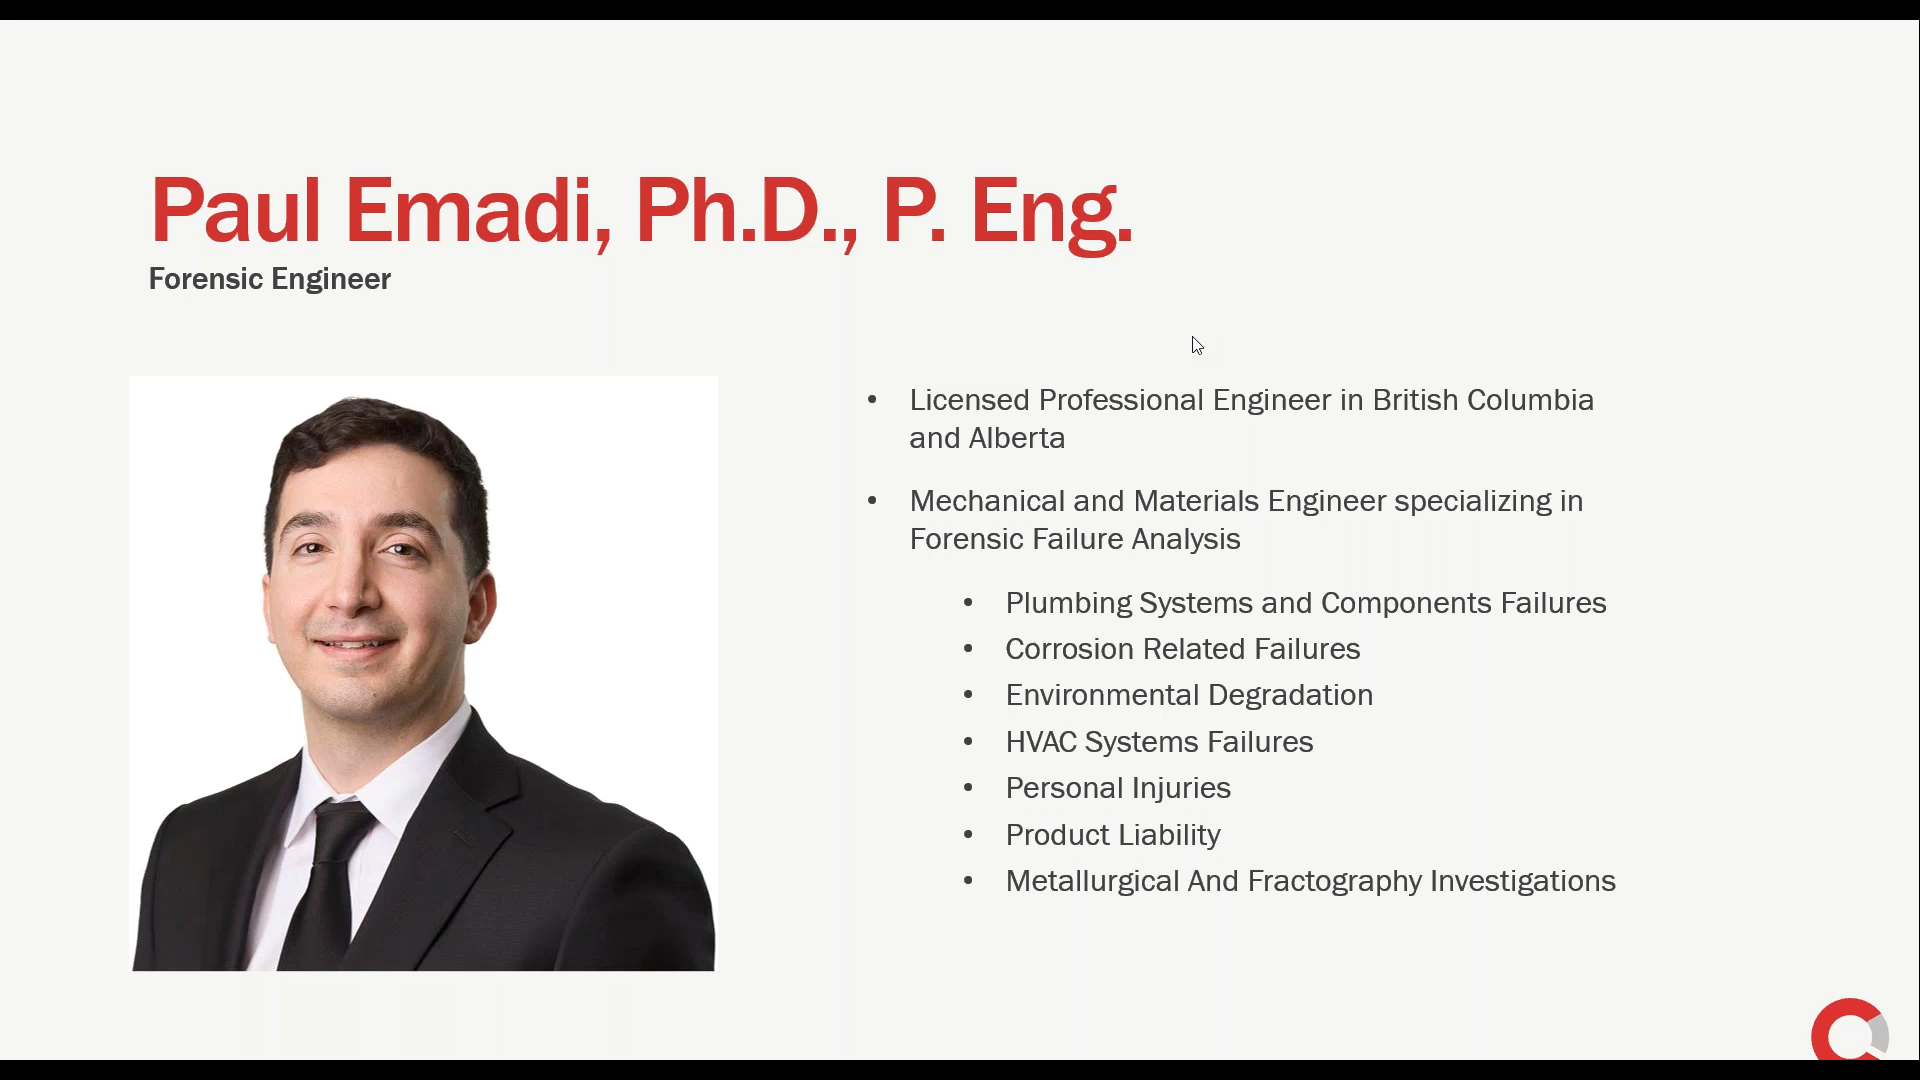 Paul Emadi, Ph.D., P. Eng.
Forensic Engineer
• Licensed Professional Engineer in British Columbia
and Alberta
• Mechanical and Materials Engineer specializing in
Forensic Failure Analysis
• Plumbing Systems and Components Failures
• Corrosion Related Failures
• Environmental Degradation
• HVAC Systems Failures
• Personal Injuries
• Product Liability
• Metallurgical And Fractography Investigations